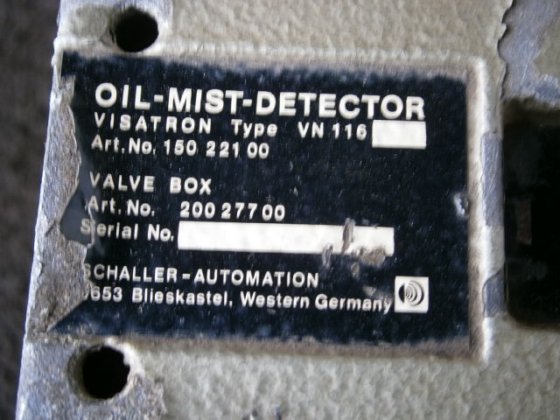 OIL-MIST-DETECTOR
VISATRON Type VN 116
Art. No. 150 221 00
VALVE BOX
Art. No. 200 277 00
Serial No.
SCHALLER-AUTOMATION
6653 Blieskastel, Western Germany